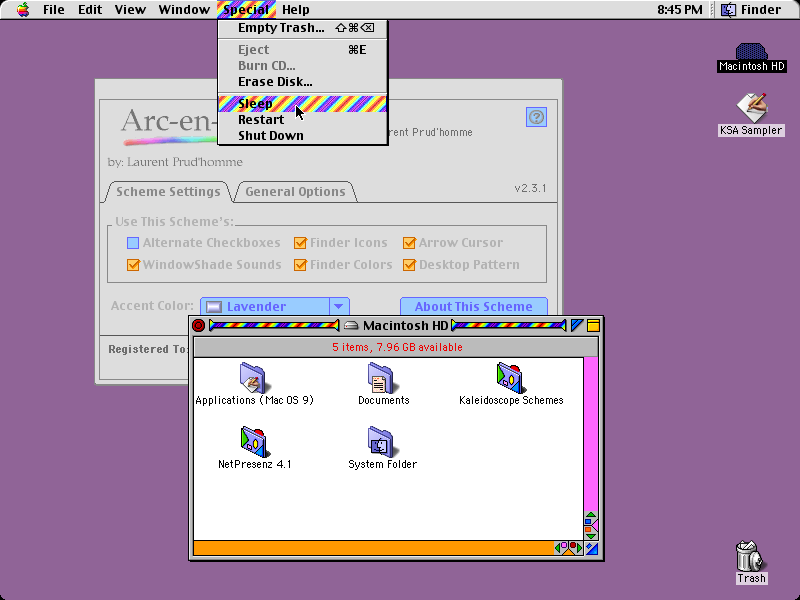 File Edit View Window Special Help 8:45 PM Finder
Empty Trash... ⇧⌘⌫
Eject ⌘E
Burn CD...
Erase Disk...
Sleep
Restart
Shut Down
Macintosh HD
KSA Sampler
Arc-en-
rent Prud'homme
by: Laurent Prud'homme
Scheme Settings General Options v2.3.1
Use This Scheme's:
Alternate Checkboxes Finder Icons Arrow Cursor
WindowShade Sounds Finder Colors Desktop Pattern
Accent Color: Lavender About This Scheme
Registered To:
Macintosh HD
5 items, 7.96 GB available
Applications (Mac OS 9) Documents Kaleidoscope Schemes
NetPresenz 4.1 System Folder
Trash